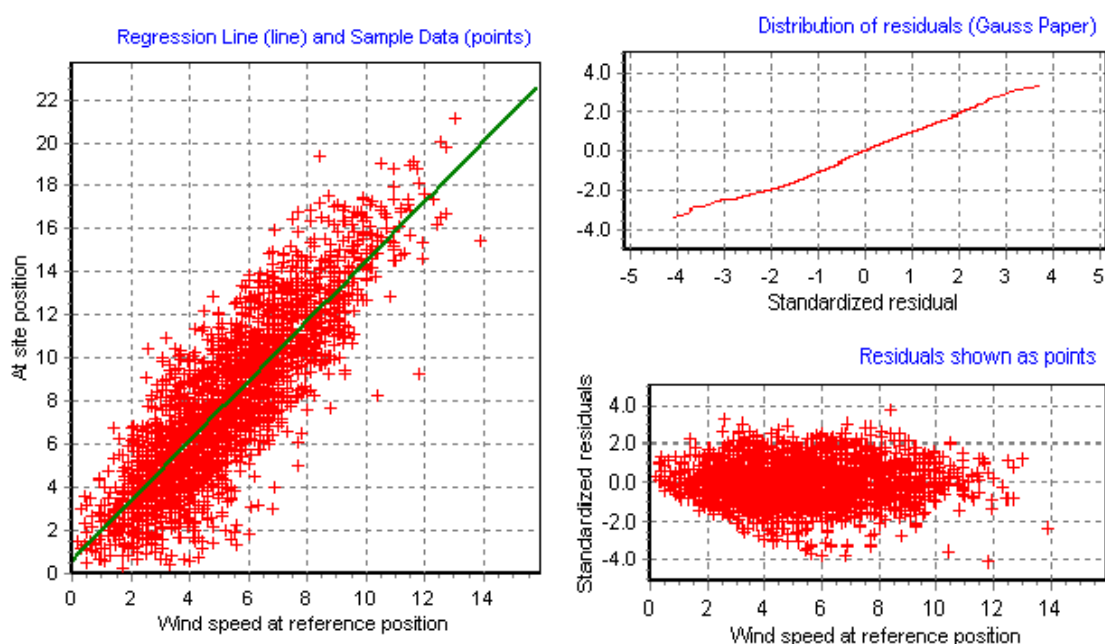 Regression Line (line) and Sample Data (points)
22
20
18
16
14
12
10
8
6
4
2
0
At site position
0 2 4 6 8 10 12 14
Wind speed at reference position
Distribution of residuals (Gauss Paper)
4.0
2.0
0.0
-2.0
-4.0
-5 -4 -3 -2 -1 0 1 2 3 4 5
Standardized residual
Residuals shown as points
4.0
2.0
0.0
-2.0
-4.0
Standardized residuals
0 2 4 6 8 10 12 14
Wind speed at reference position